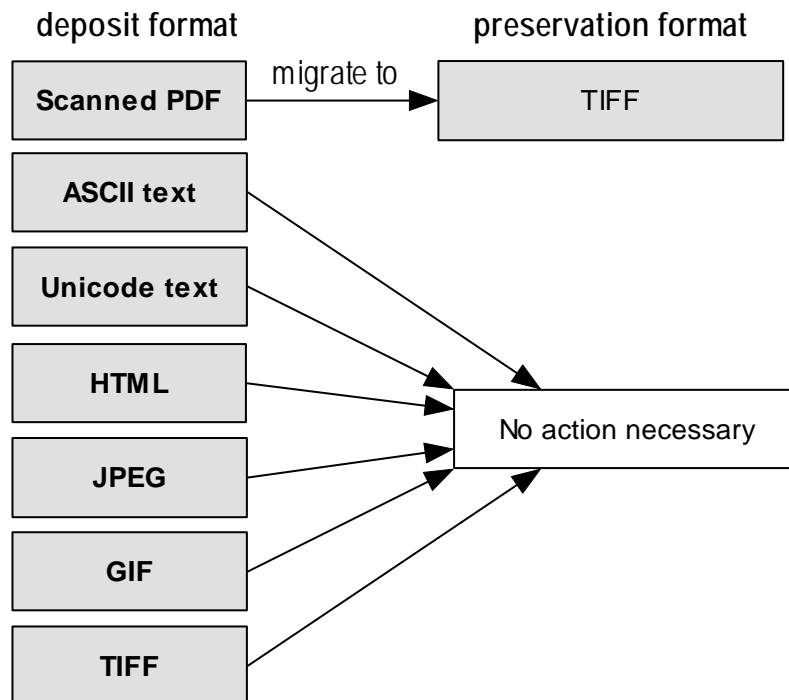 deposit format
preservation format
Scanned PDF
migrate to
TIFF
ASCII text
Unicode text
HTML
JPEG
GIF
TIFF
No action necessary